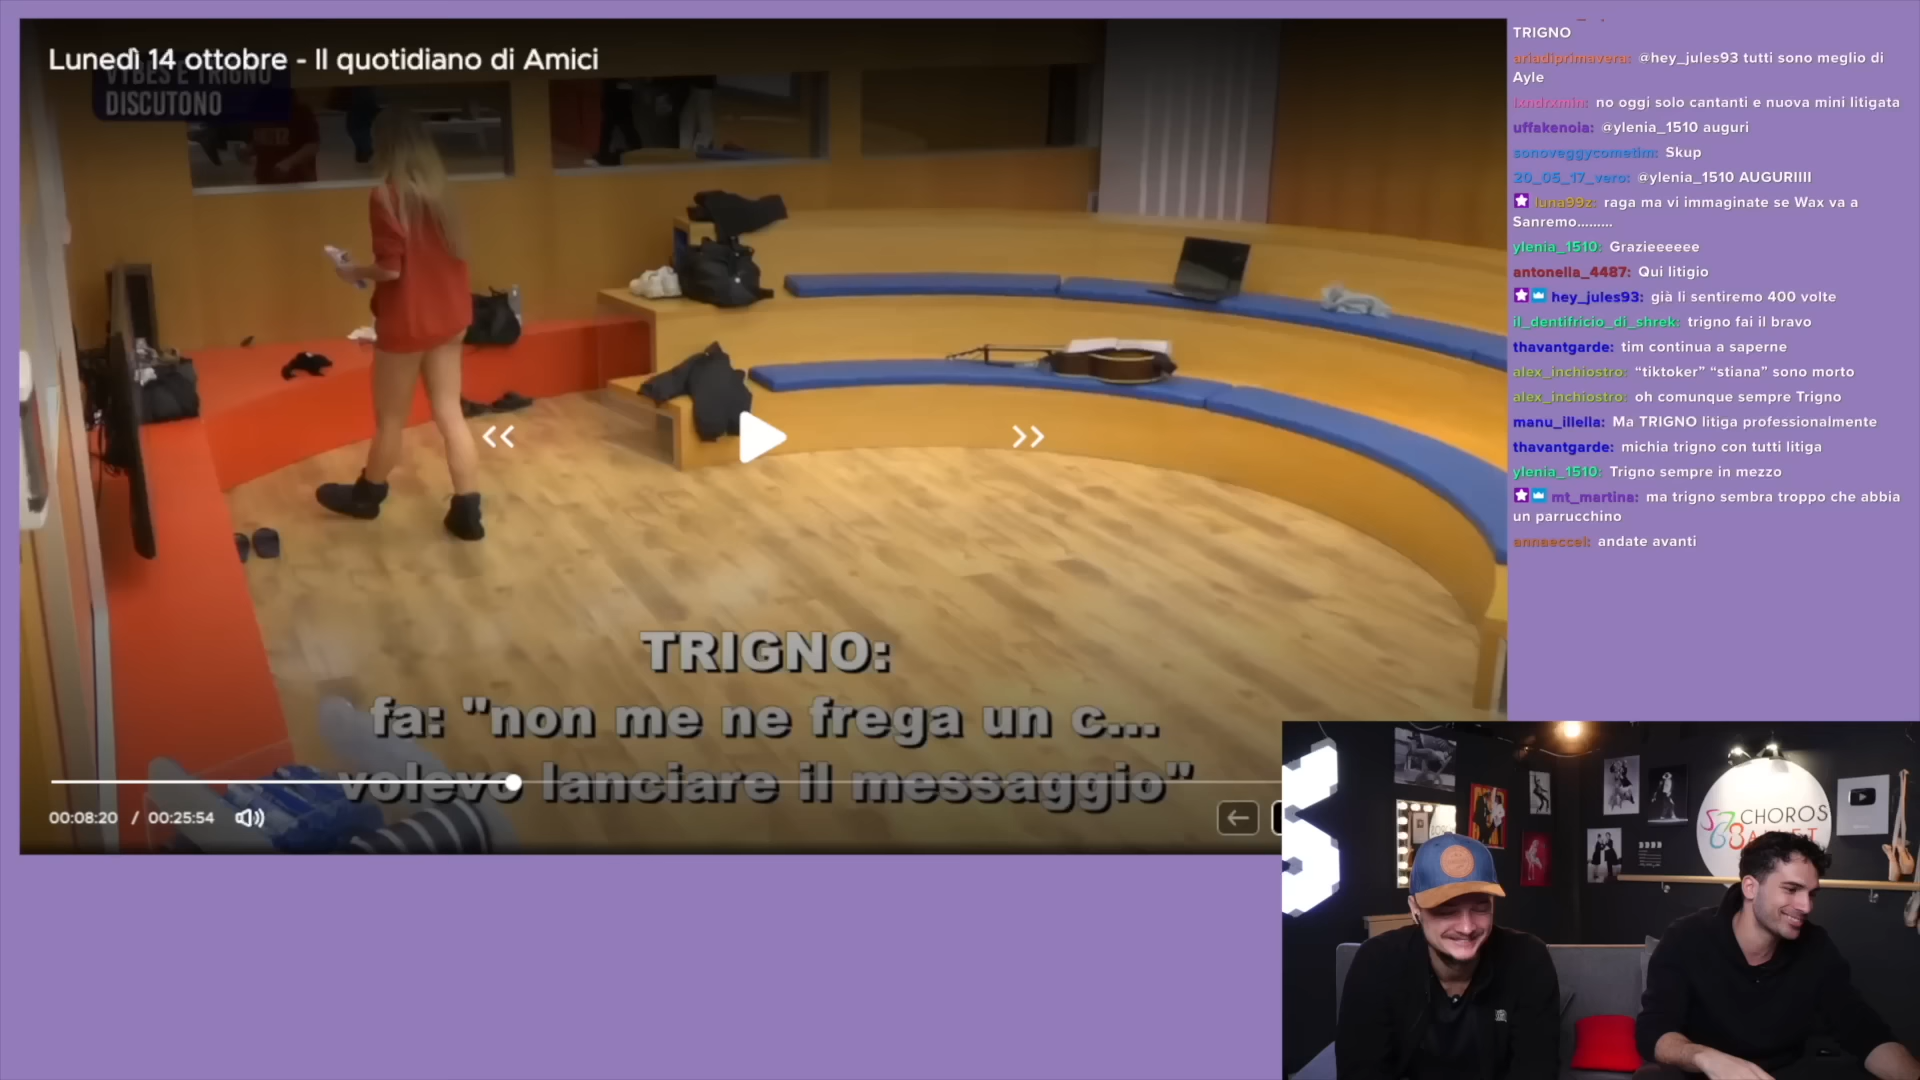 Lunedì 14 ottobre - Il quotidiano di Amici
VYBES E TRIGNO
DISCUTONO
TRIGNO:
fa: "non me ne frega un c...
volevo lanciare il messaggio"
00:08:20 / 00:25:54
TRIGNO
ariadiprimavera: @hey_jules93 tutti sono meglio di
Ayle
lxndrxmin: no oggi solo cantanti e nuova mini litigata
uffakenoia: @ylenia_1510 auguri
sonoveggycometim: Skup
20_05_17_vero: @ylenia_1510 AUGURIIII
luna99z: raga ma vi immaginate se Wax va a
Sanremo.........
ylenia_1510: Grazieeeeee
antonella_4487: Qui litigio
hey_jules93: già li sentiremo 400 volte
il_dentifricio_di_shrek: trigno fai il bravo
thavantgarde: tim continua a saperne
alex_inchiostro: “tiktoker” “stiana” sono morto
alex_inchiostro: oh comunque sempre Trigno
manu_illella: Ma TRIGNO litiga professionalmente
thavantgarde: michia trigno con tutti litiga
ylenia_1510: Trigno sempre in mezzo
mt_martina: ma trigno sembra troppo che abbia
un parrucchino
annaeccel: andate avanti
CHOROS
BALLET